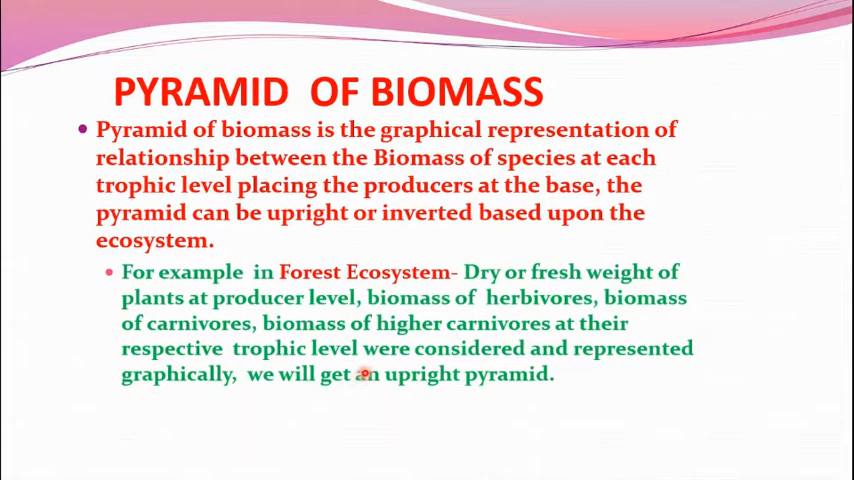 PYRAMID OF BIOMASS
• Pyramid of biomass is the graphical representation of
relationship between the Biomass of species at each
trophic level placing the producers at the base, the
pyramid can be upright or inverted based upon the
ecosystem.
• For example in Forest Ecosystem- Dry or fresh weight of
plants at producer level, biomass of herbivores, biomass
of carnivores, biomass of higher carnivores at their
respective trophic level were considered and represented
graphically, we will get an upright pyramid.